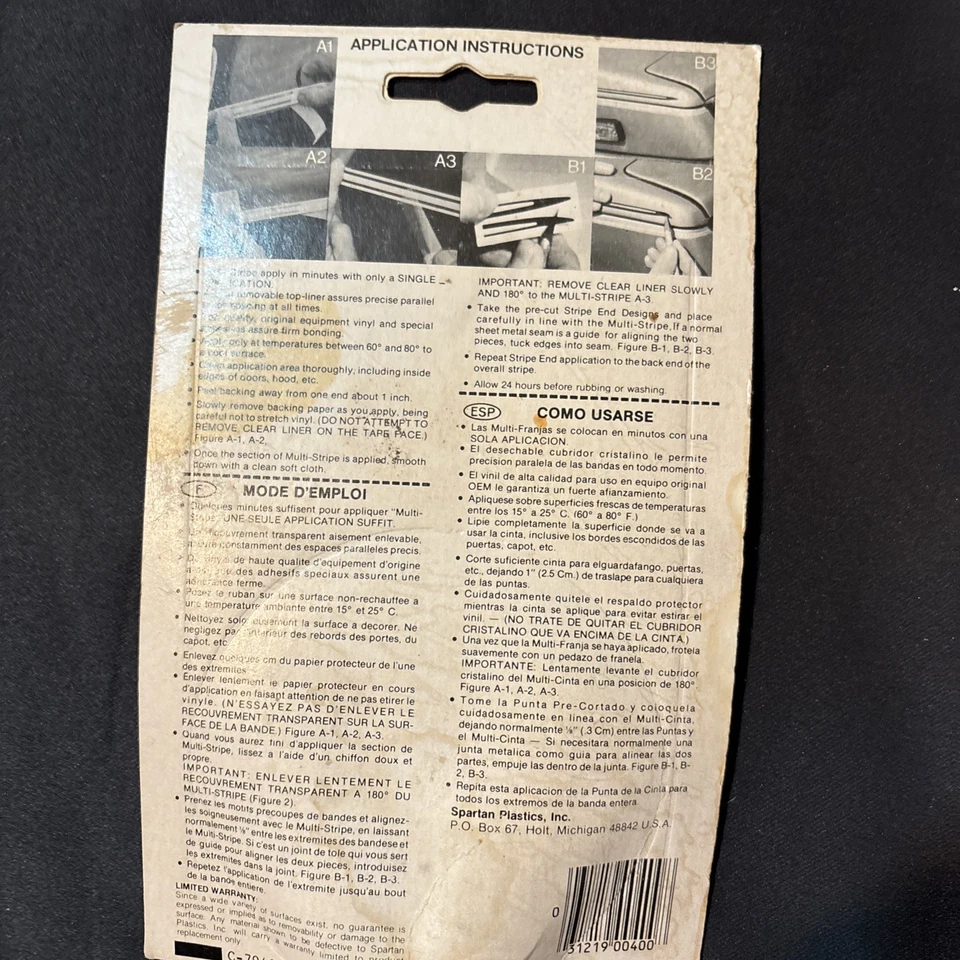 APPLICATION INSTRUCTIONS
A1
B3
A2
A3
B1
B2
apply in minutes with only a SINGLE
removable top-liner assures precise parallel
at all times.
quality, original equipment vinyl and special
assure firm bonding.
only at temperatures between 60° and 80° to
surface.
application area thoroughly, including inside
edges of doors, hood, etc.
Peel backing away from one end about 1 inch.
• Slowly remove backing paper as you apply, being
careful not to stretch vinyl. (DO NOT ATTEMPT TO
REMOVE CLEAR LINER ON THE TAPE FACE.)
Figure A-1, A-2,
• Once the section of Multi-Stripe is applied, smooth
down with a clean soft cloth.
IMPORTANT: REMOVE CLEAR LINER SLOWLY
AND 180° to the MULTI-STRIPE A-3.
• Take the pre-cut Stripe End Designs and place
carefully in line with the Multi-Stripe. If a normal
sheet metal seam is a guide for aligning the two
pieces, tuck edges into seam. Figure B-1, B-2, B-3.
• Repeat Stripe End application to the back end of the
overall stripe.
• Allow 24 hours before rubbing or washing.
F MODE D'EMPLOI
• Quelques minutes suffisent pour appliquer "Multi-
UNE SEULE APPLICATION SUFFIT.
transparent aisement enlevable,
constamment des espaces paralleles precis.
de haute qualite d'equipement d'origine
des adhesifs speciaux assurent une
ferme.
• Posez le ruban sur une surface non-rechauffee a
une temperature ambiante entre 15° et 25° C.
• Nettoyez la surface a decorer. Ne
negligez pas l'interieur des rebords des portes, du
capot, etc.
• Enlevez quelques cm du papier protecteur de l'une
des extremites.
• Enlever lentement le papier protecteur en cours
d'application en faisant attention de ne pas etirer le
vinyle. (N'ESSAYEZ PAS D'ENLEVER LE
RECOUVREMENT TRANSPARENT SUR LA SUR-
FACE DE LA BANDE.) Figure A-1, A-2, A-3.
• Quand vous aurez fini d'appliquer la section de
Multi-Stripe, lissez a l'aide d'un chiffon doux et
propre.
IMPORTANT: ENLEVER LENTEMENT LE
RECOUVREMENT TRANSPARENT A 180° DU
MULTI-STRIPE (Figure 2).
• Prenez les motifs precoupes de bandes et alignez-
les soigneusement avec le Multi-Stripe, en laissant
normalement ⅛" entre les extremites des bandes et
le Multi-Stripe. Si c'est un joint de tole qui vous sert
de guide pour aligner les deux pieces, introduisez
les extremites dans la joint. Figure B-1, B-2, B-3.
• Repetez l'application de l'extremite jusqu'au bout
de la bande entiere.
LIMITED WARRANTY:
Since a wide variety of surfaces exist, no guarantee is
expressed or implies as to removability or damage to the
surface. Any material shown to be defective to Spartan
Plastics, Inc. will carry a warranty limited to product
replacement only
ESP COMO USARSE
• Las Multi-Franjas se colocan en minutos con una
SOLA APLICACION.
• El desechable cubridor cristalino le permite
precision paralela de las bandas en todo momento.
• El vinil de alta calidad para uso en equipo original
OEM le garantiza un fuerte afianzamiento.
• Apliquese sobre superficies frescas de temperaturas
entre los 15° a 25° C. (60° a 80° F.)
• Lipie completamente la superficie donde se va a
usar la cinta, inclusive los bordes escondidos de las
puertas, capot, etc.
• Corte suficiente cinta para elguardafango, puertas,
etc., dejando 1" (2.5 Cm.) de traslape para cualquiera
de las puntas.
• Cuidadosamente quitele el respaldo protector
mientras la cinta se aplique para evitar estirar el
vinil. — (NO TRATE DE QUITAR EL CUBRIDOR
CRISTALINO QUE VA ENCIMA DE LA CINTA.)
• Una vez que la Multi-Franja se haya aplicado, frotela
suavemente con un pedazo de franela.
IMPORTANTE: Lentamente levante el cubridor
cristalino del Multi-Cinta en una posicion de 180°.
Figure A-1, A-2, A-3.
• Tome la Punta Pre-Cortado y coloquela
cuidadosamente en linea con el Multi-Cinta,
dejando normalmente ⅛" (.3 Cm) entre las Puntas y
el Multi-Cinta — Si necesitara normalmente una
junta metalica como guia para alinear las dos
partes, empuje las dentro de la junta. Figure B-1, B-
2, B-3.
• Repita esta aplicacion de la Punta de la Cinta para
todos los extremos de la banda entera.
Spartan Plastics, Inc.
P.O. Box 67, Holt, Michigan 48842 U.S.A.
0 31219 00400